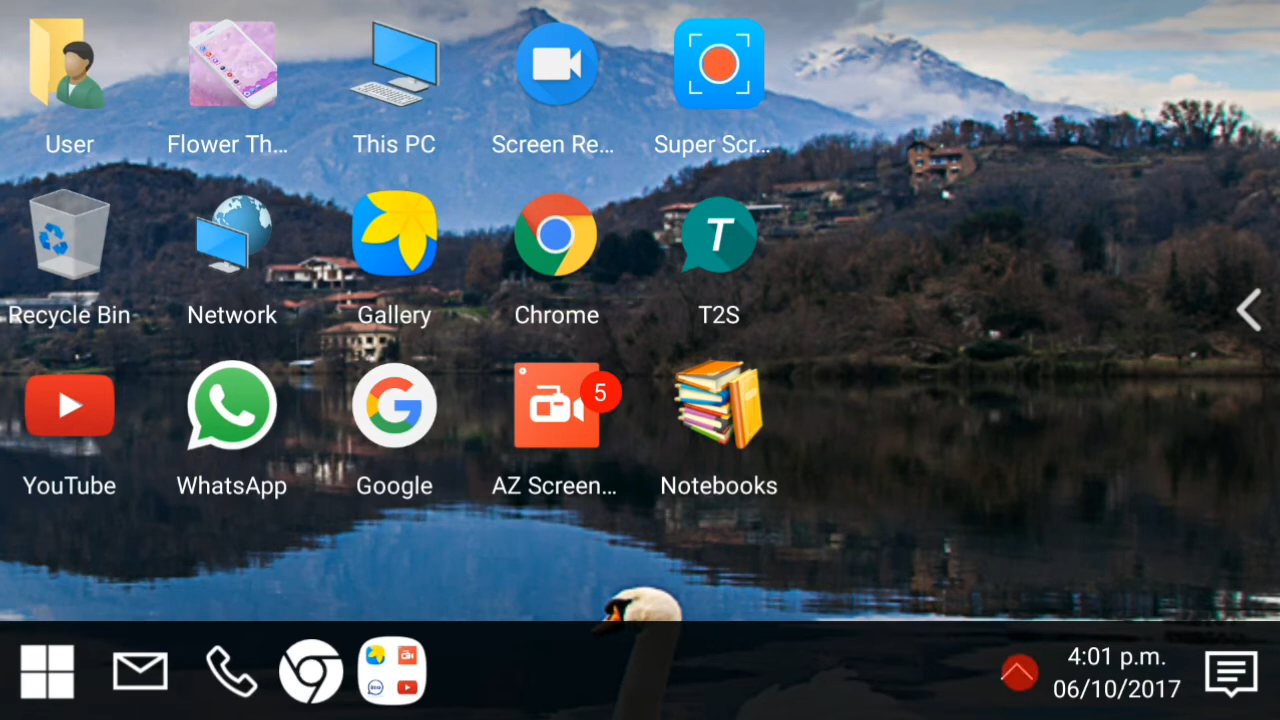 User
Flower Th...
This PC
Screen Re...
Super Scr...
Recycle Bin
Network
Gallery
Chrome
T
T2S
5
YouTube
WhatsApp
Google
AZ Screen...
Notebooks
4:01 p.m.
06/10/2017